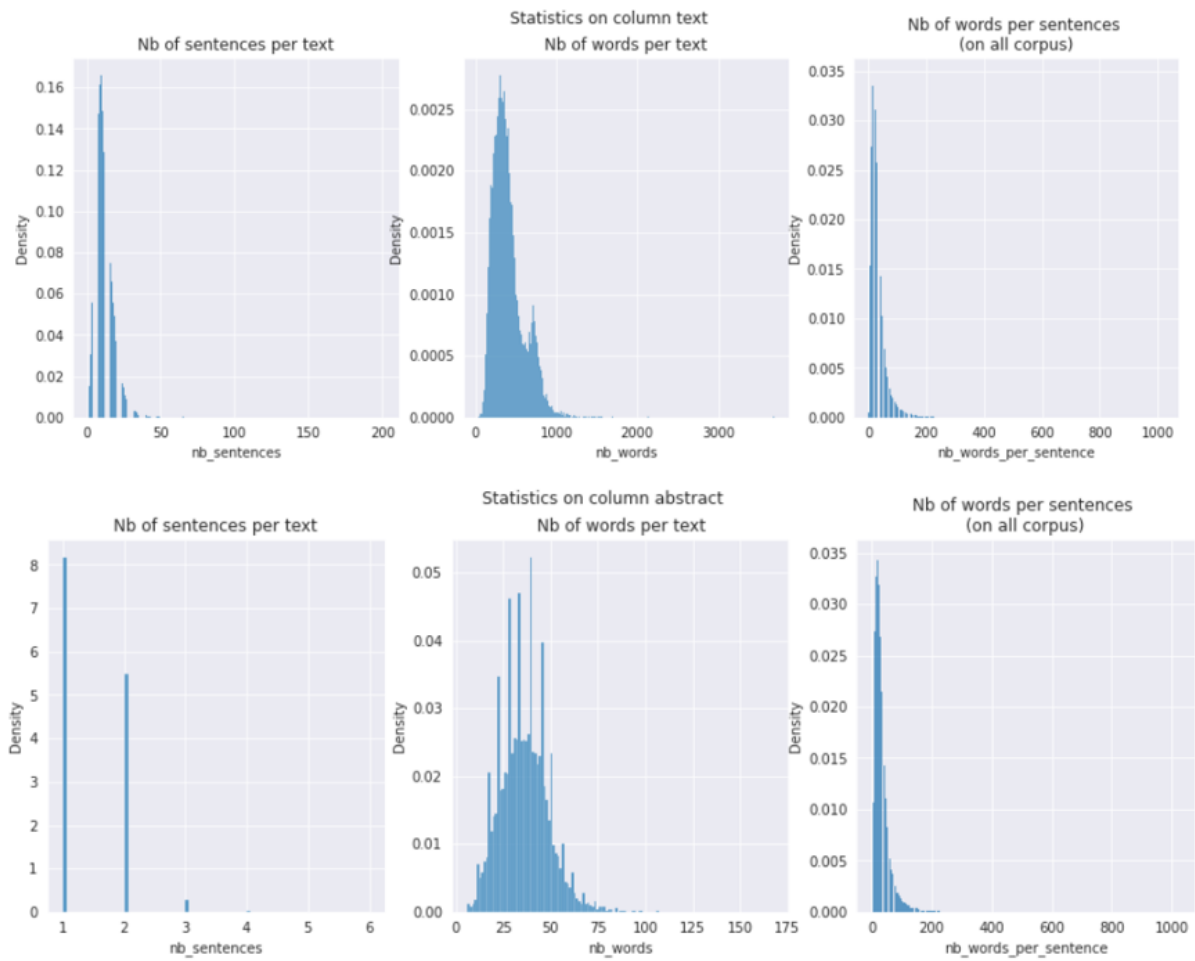 Statistics on column text
Nb of sentences per text
Nb of words per text
Nb of words per sentences
(on all corpus)
Density
0.16
0.14
0.12
0.10
0.08
0.06
0.04
0.02
0.00
0 50 100 150 200
nb_sentences
Density
0.0025
0.0020
0.0015
0.0010
0.0005
0.0000
0 1000 2000 3000
nb_words
Density
0.035
0.030
0.025
0.020
0.015
0.010
0.005
0.000
0 200 400 600 800 1000
nb_words_per_sentence
Statistics on column abstract
Nb of sentences per text
Nb of words per text
Nb of words per sentences
(on all corpus)
Density
8
7
6
5
4
3
2
1
0
1 2 3 4 5 6
nb_sentences
Density
0.05
0.04
0.03
0.02
0.01
0.00
0 25 50 75 100 125 150 175
nb_words
Density
0.035
0.030
0.025
0.020
0.015
0.010
0.005
0.000
0 200 400 600 800 1000
nb_words_per_sentence